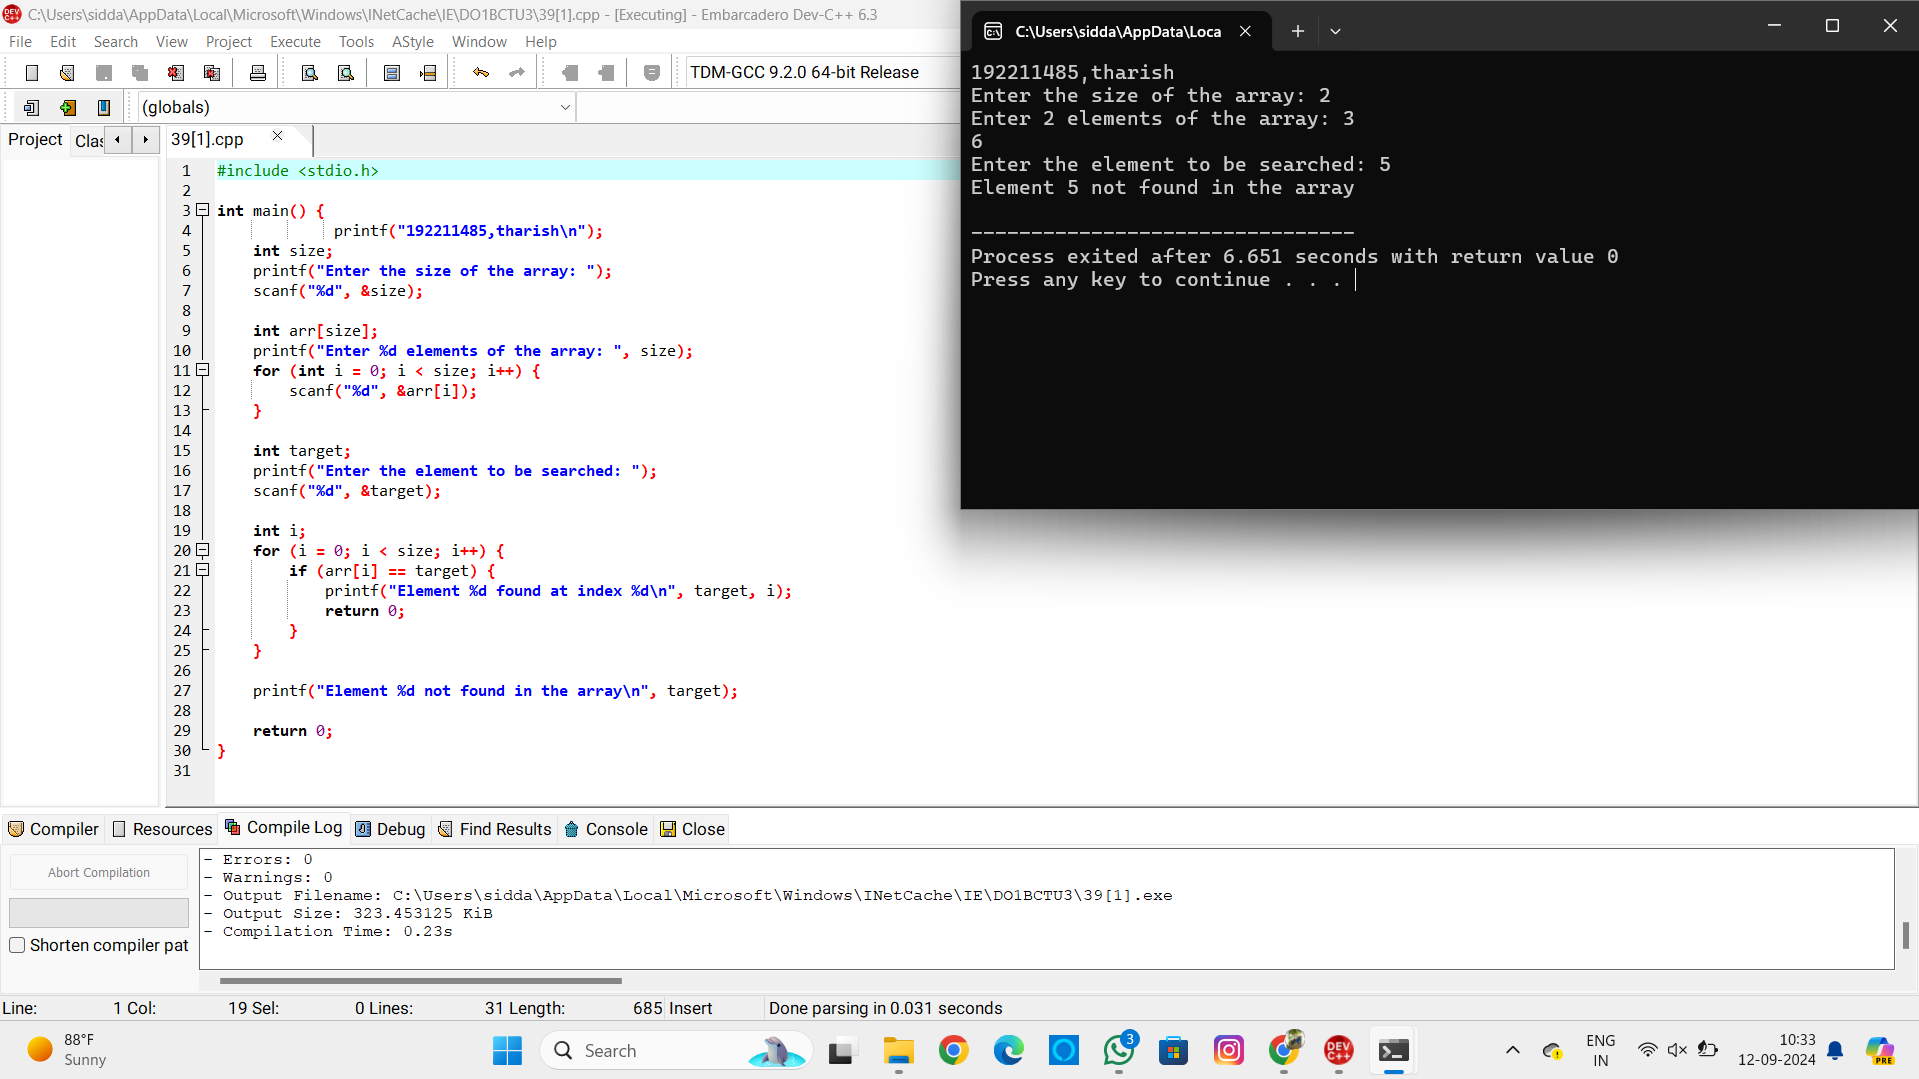 C:\Users\sidda\AppData\Local\Microsoft\Windows\INetCache\IE\DO1BCTU3\39[1].cpp - [Executing] - Embarcadero Dev-C++ 6.3
File Edit Search View Project Execute Tools AStyle Window Help
TDM-GCC 9.2.0 64-bit Release
(globals)
Project Clas
39[1].cpp
1 #include <stdio.h>
2
3 int main() {
4 printf("192211485,tharish\n");
5 int size;
6 printf("Enter the size of the array: ");
7 scanf("%d", &size);
8
9 int arr[size];
10 printf("Enter %d elements of the array: ", size);
11 for (int i = 0; i < size; i++) {
12 scanf("%d", &arr[i]);
13 }
14
15 int target;
16 printf("Enter the element to be searched: ");
17 scanf("%d", &target);
18
19 int i;
20 for (i = 0; i < size; i++) {
21 if (arr[i] == target) {
22 printf("Element %d found at index %d\n", target, i);
23 return 0;
24 }
25 }
26
27 printf("Element %d not found in the array\n", target);
28
29 return 0;
30 }
31
C:\Users\sidda\AppData\Loca
192211485,tharish
Enter the size of the array: 2
Enter 2 elements of the array: 3
6
Enter the element to be searched: 5
Element 5 not found in the array
--------------------------------
Process exited after 6.651 seconds with return value 0
Press any key to continue . . .
Compiler Resources Compile Log Debug Find Results Console Close
Abort Compilation
Shorten compiler pat
- Errors: 0
- Warnings: 0
- Output Filename: C:\Users\sidda\AppData\Local\Microsoft\Windows\INetCache\IE\DO1BCTU3\39[1].exe
- Output Size: 323.453125 KiB
- Compilation Time: 0.23s
Line: 1 Col: 19 Sel: 0 Lines: 31 Length: 685 Insert Done parsing in 0.031 seconds
88°F
Sunny
Search
3
DEV C++
ENG
IN
10:33
12-09-2024
PRE